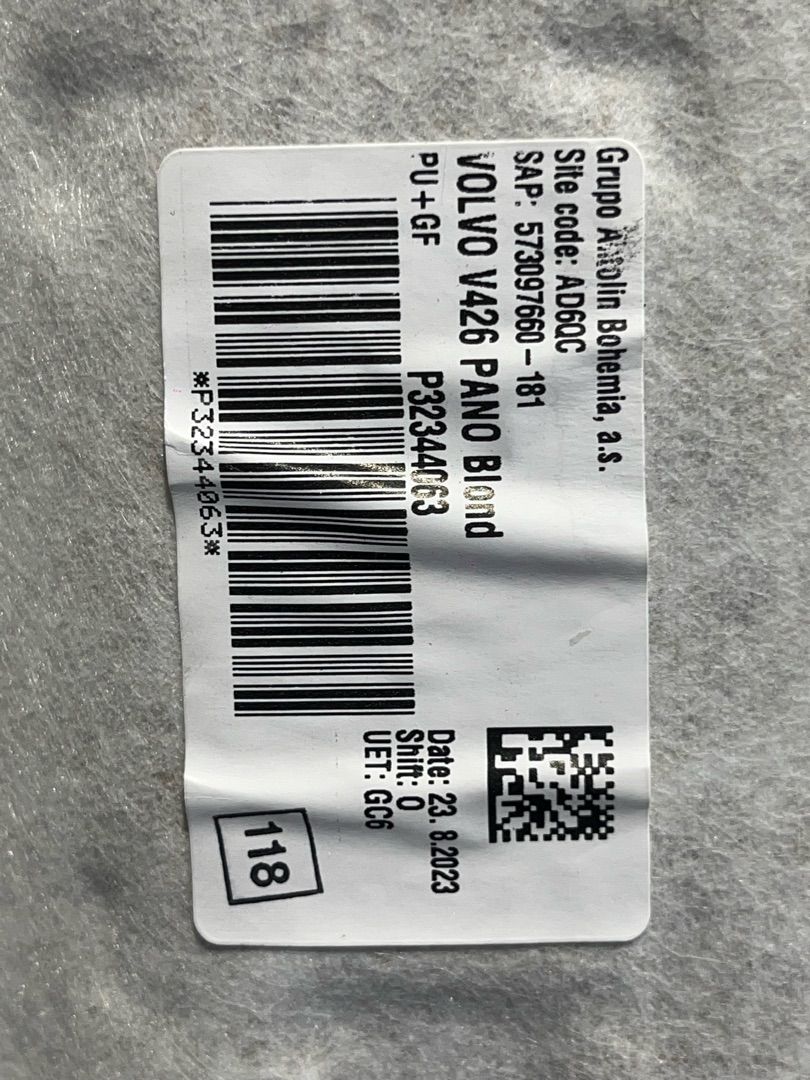 Grupo Antolin Bohemia, a.s.
Site code: AD6QC
SAP: 573097660-181
VOLVO V426 PANO Blond
PU+GF P32344063
*P32344063*
Date: 23. 8.2023
Shift: 0
UET: GC6
118